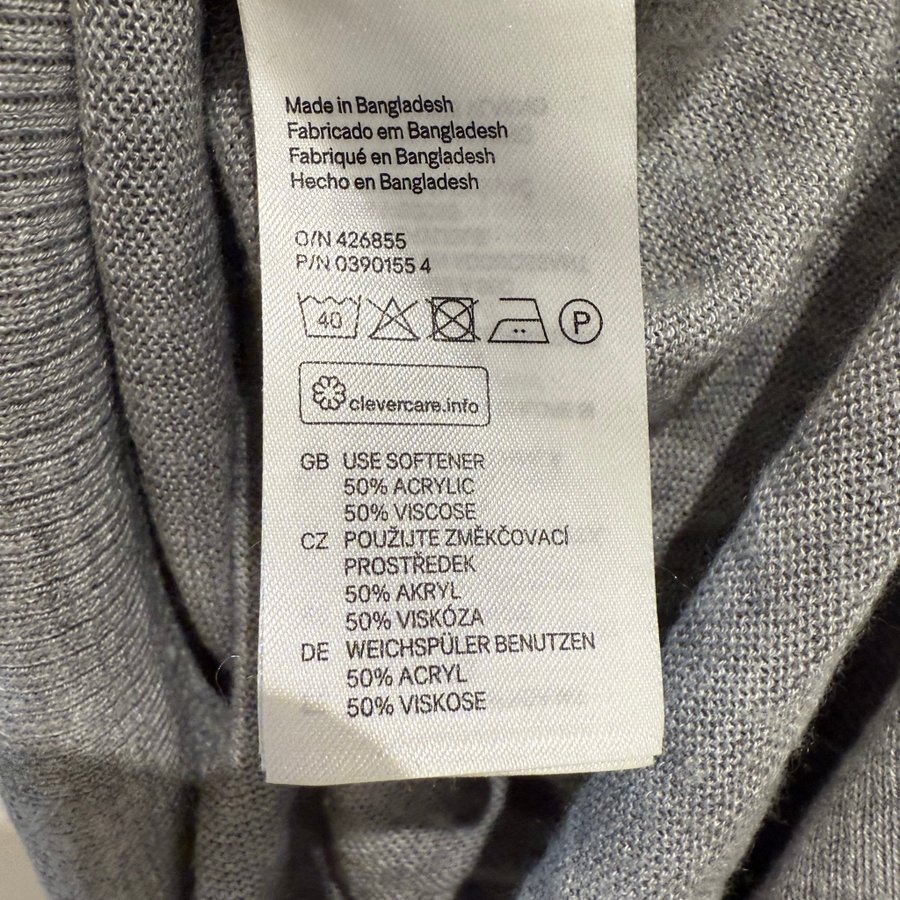 Made in Bangladesh
Fabricado em Bangladesh
Fabriqué en Bangladesh
Hecho en Bangladesh
O/N 426855
P/N 0390155 4
40 P
clevercare.info
GB USE SOFTENER
50% ACRYLIC
50% VISCOSE
CZ POUŽIJTE ZMĚKČOVACÍ
PROSTŘEDEK
50% AKRYL
50% VISKÓZA
DE WEICHSPÜLER BENUTZEN
50% ACRYL
50% VISKOSE